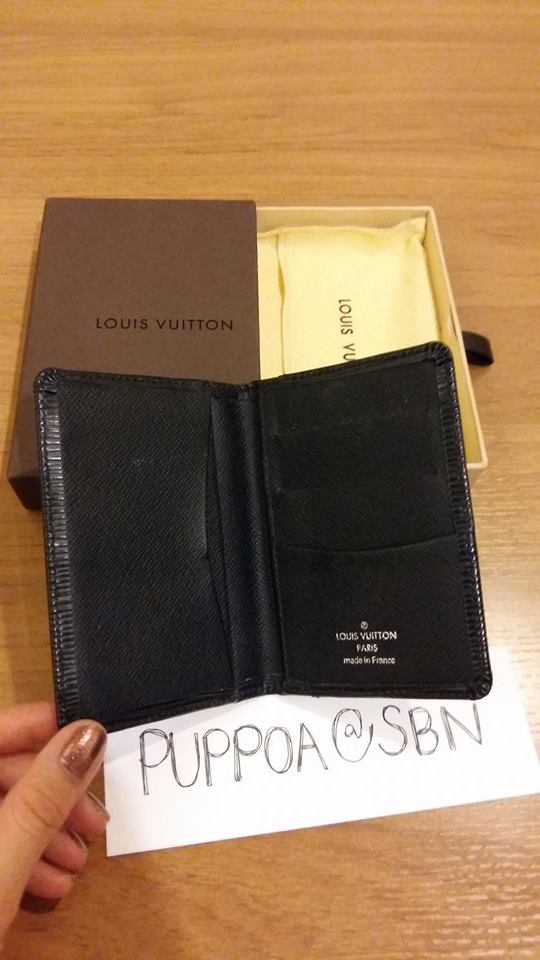 LOUIS VUITTON
LOUIS VU
LOUIS VUITTON
PARIS
made in France
PUPPOA@SBN